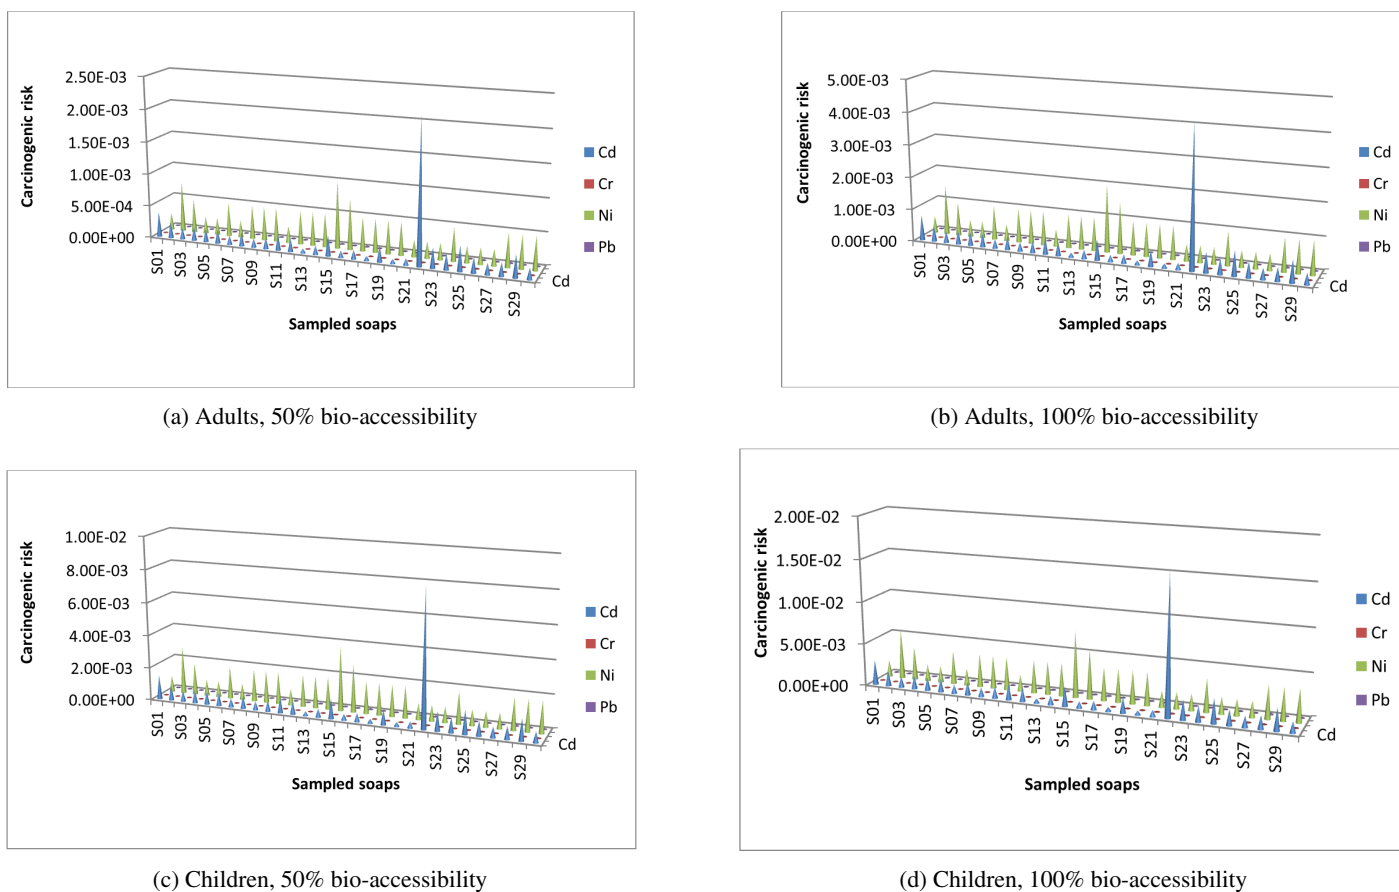 2.50E-03
2.00E-03
1.50E-03
1.00E-03
5.00E-04
0.00E+00
Carcinogenic risk
S01
S03
S05
S07
S09
S11
S13
S15
S17
S19
S21
S23
S25
S27
S29
Cd
Sampled soaps
Cd
Cr
Ni
Pb
(a) Adults, 50% bio-accessibility
5.00E-03
4.00E-03
3.00E-03
2.00E-03
1.00E-03
0.00E+00
Carcinogenic risk
S01
S03
S05
S07
S09
S11
S13
S15
S17
S19
S21
S23
S25
S27
S29
Cd
Sampled soaps
Cd
Cr
Ni
Pb
(b) Adults, 100% bio-accessibility
1.00E-02
8.00E-03
6.00E-03
4.00E-03
2.00E-03
0.00E+00
Carcinogenic risk
S01
S03
S05
S07
S09
S11
S13
S15
S17
S19
S21
S23
S25
S27
S29
Cd
Sampled soaps
Cd
Cr
Ni
Pb
(c) Children, 50% bio-accessibility
2.00E-02
1.50E-02
1.00E-02
5.00E-03
0.00E+00
Carcinogenic risk
S01
S03
S05
S07
S09
S11
S13
S15
S17
S19
S21
S23
S25
S27
S29
Cd
Sampled soaps
Cd
Cr
Ni
Pb
(d) Children, 100% bio-accessibility